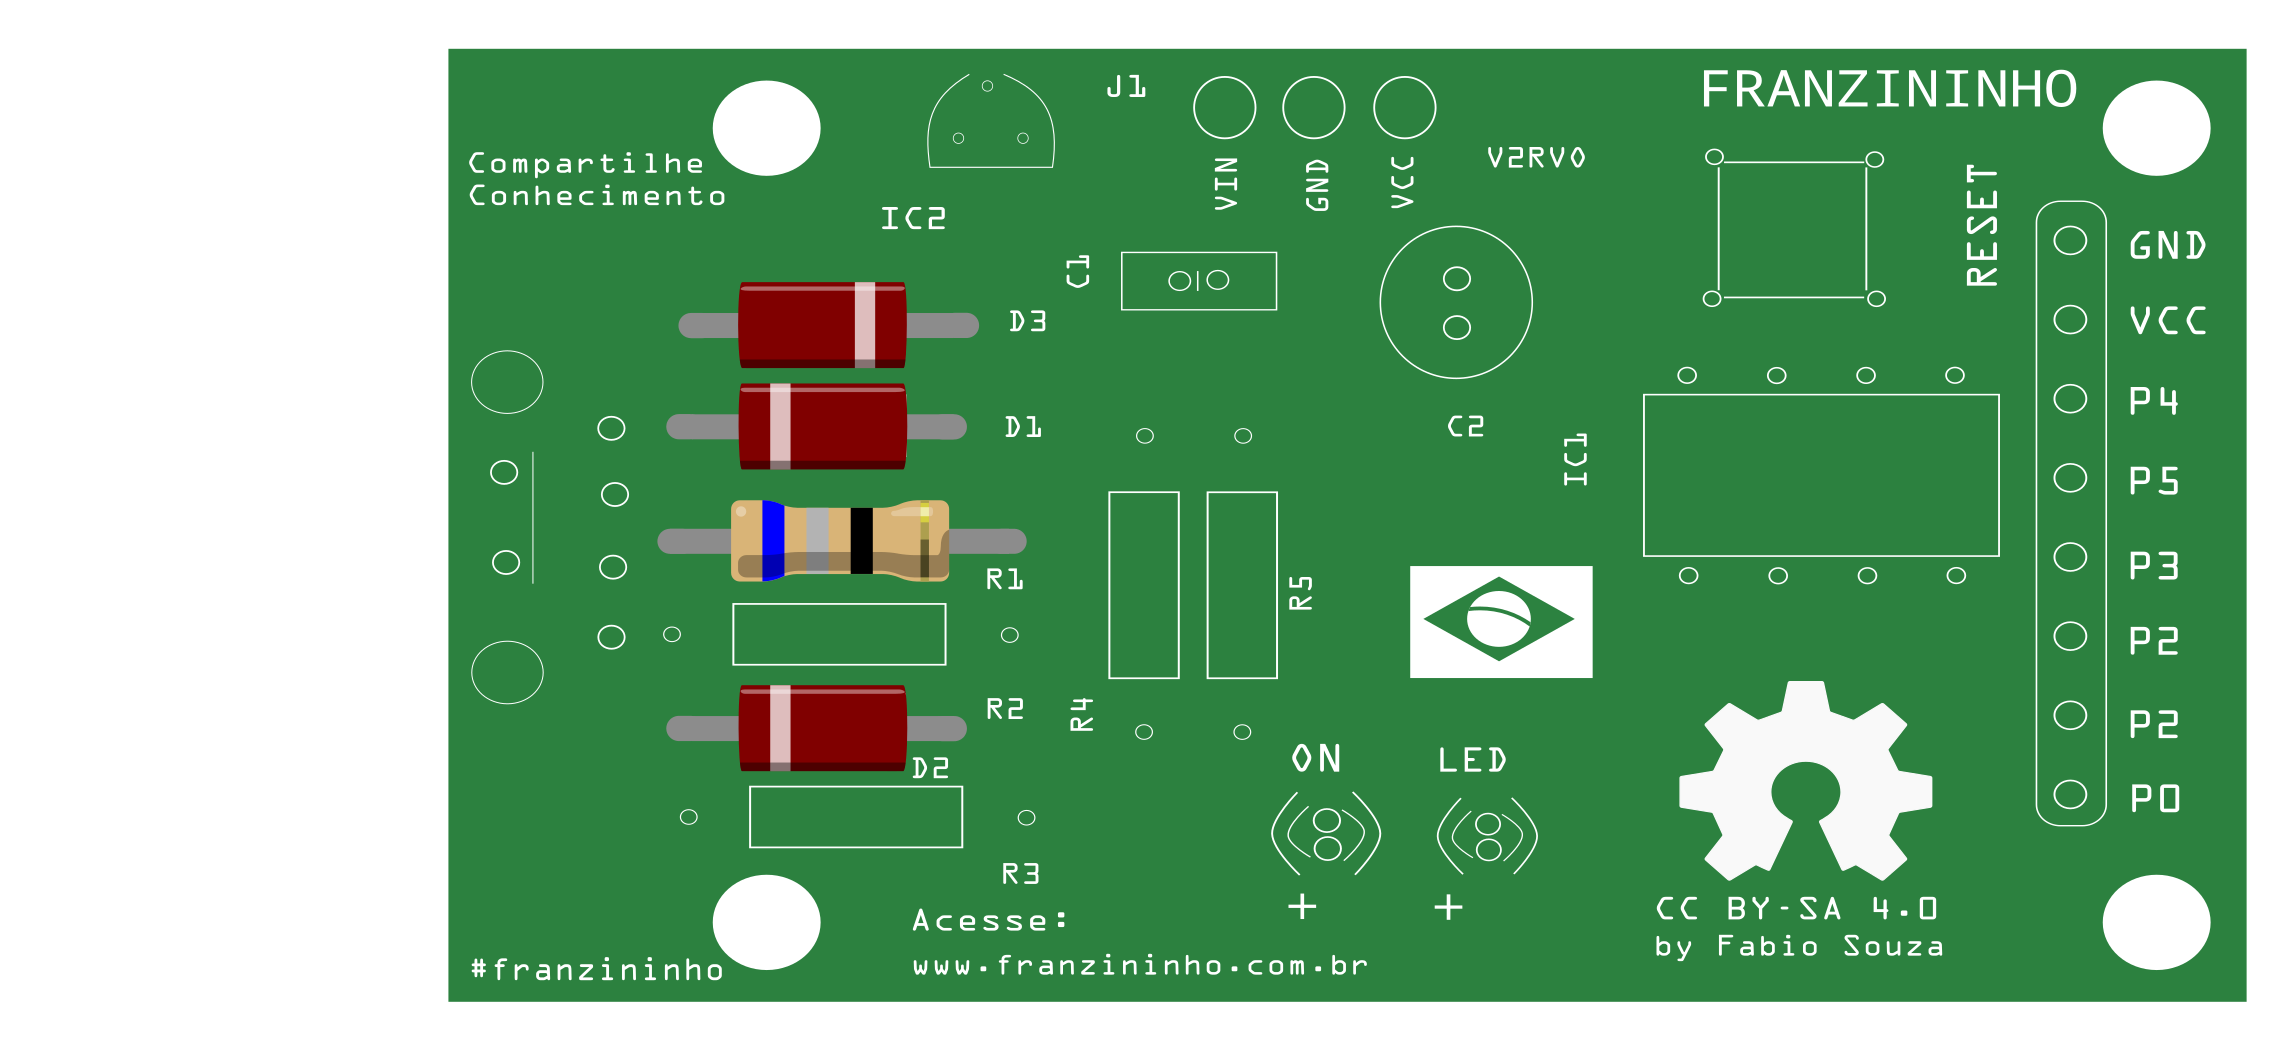 FRANZININHO
J1
Compartilhe
Conhecimento
VIN
GND
VCC
V2RV0
RESET
IC2
C1
GND
D3
VCC
D1
C2
IC1
P4
P5
R1
R5
P3
P2
R2
R4
P2
D2
ON
LED
P0
R3
+
+
Acesse:
CC BY-SA 4.0
by Fabio Souza
#franzininho
www.franzininho.com.br